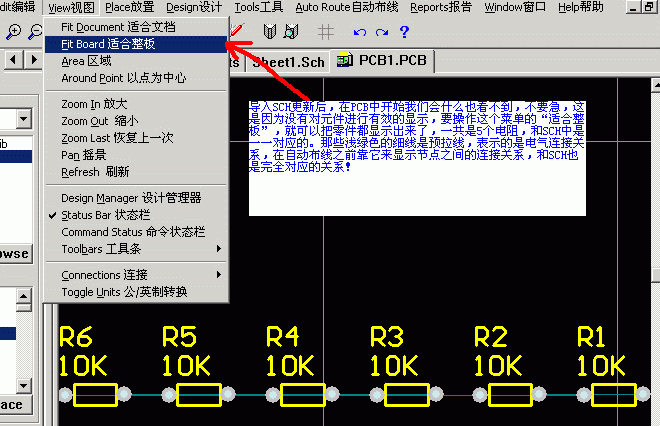 dit编辑 View视图 Place放置 Design设计 Tools工具 Auto Route自动布线 Reports报告 Window窗口 Help帮助
Fit Document 适合文档
Fit Board 适合整板
Area 区域
Around Point 以点为中心
Zoom In 放大
Zoom Out 缩小
Zoom Last 恢复上一次
Pan 摇景
Refresh 刷新
Design Manager 设计管理器
Status Bar 状态栏
Command Status 命令状态栏
Toolbars 工具条
Connections 连接
Toggle Units 公/英制转换
ts Sheet1.Sch PCB1.PCB
导入SCH更新后，在PCB中开始我们会什么也看不到，不要急，这
是因为没有对元件进行有效的显示，要操作这个菜单的“适合整
板”，就可以把零件都显示出来了，一共是5个电阻，和SCH中是
一一对应的。那些浅绿色的细线是预拉线，表示的是电气连接关
系，在自动布线之前靠它来显示节点之间的连接关系，和SCH也
是完全对应的关系！
ib
owse
ace
R6 R5 R4 R3 R2 R1
10K 10K 10K 10K 10K 10K